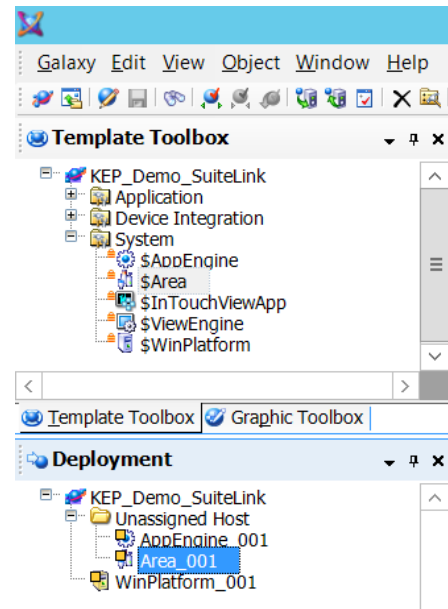 Galaxy Edit View Object Window Help
Template Toolbox
KEP_Demo_SuiteLink
Application
Device Integration
System
$AppEngine
$Area
$InTouchViewApp
$ViewEngine
$WinPlatform
Template Toolbox Graphic Toolbox
Deployment
KEP_Demo_SuiteLink
Unassigned Host
AppEngine_001
Area_001
WinPlatform_001